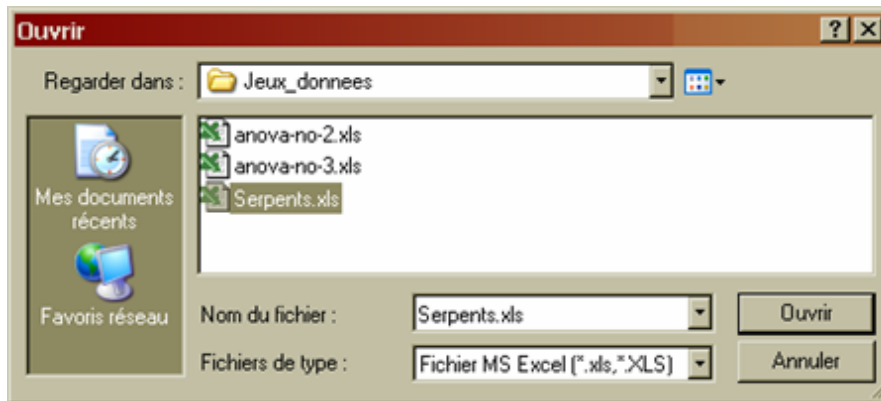 Ouvrir
Regarder dans : Jeux_donnees
anova-no-2.xls
anova-no-3.xls
Serpents.xls
Mes documents
récents
Favoris réseau
Nom du fichier : Serpents.xls Ouvrir
Fichiers de type : Fichier MS Excel (*.xls,*.XLS) Annuler